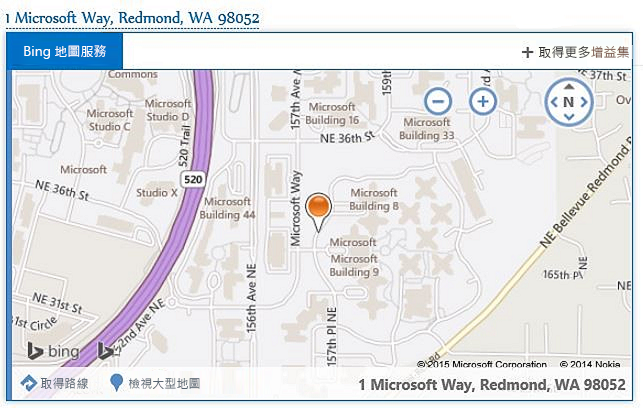 1 Microsoft Way, Redmond, WA 98052
Bing 地圖服務
+ 取得更多增益集
Commons
Microsoft
Studio C
Microsoft
Studio D
520 Trail
157th Ave N
159th
Microsoft
Building 16
Microsoft
Building 33
N
NE 37th St
NE 36th St
Microsoft
NE 36th St
520
Studio X
Microsoft
Building 44
Microsoft Way
Microsoft
Building 8
NE Bellevue Redmond R
Microsoft
Microsoft
Building 9
165th Pl NE
NE 31st St
31st Circle
156th Ave NE
152nd Ave NE
157th Pl NE
Rd
bing
© 2015 Microsoft Corporation © 2014 Nokia
取得路線
檢視大型地圖
1 Microsoft Way, Redmond, WA 98052